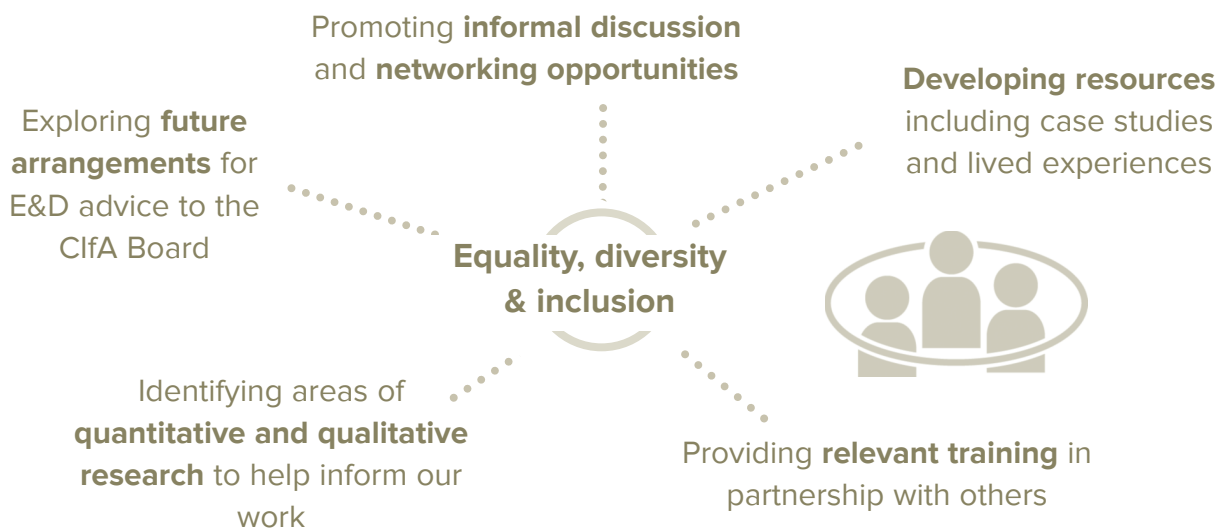 Promoting informal discussion
and networking opportunities
Developing resources
including case studies
and lived experiences
Exploring future
arrangements for
E&D advice to the
CIfA Board
Equality, diversity
& inclusion
Identifying areas of
quantitative and qualitative
research to help inform our
work
Providing relevant training in
partnership with others